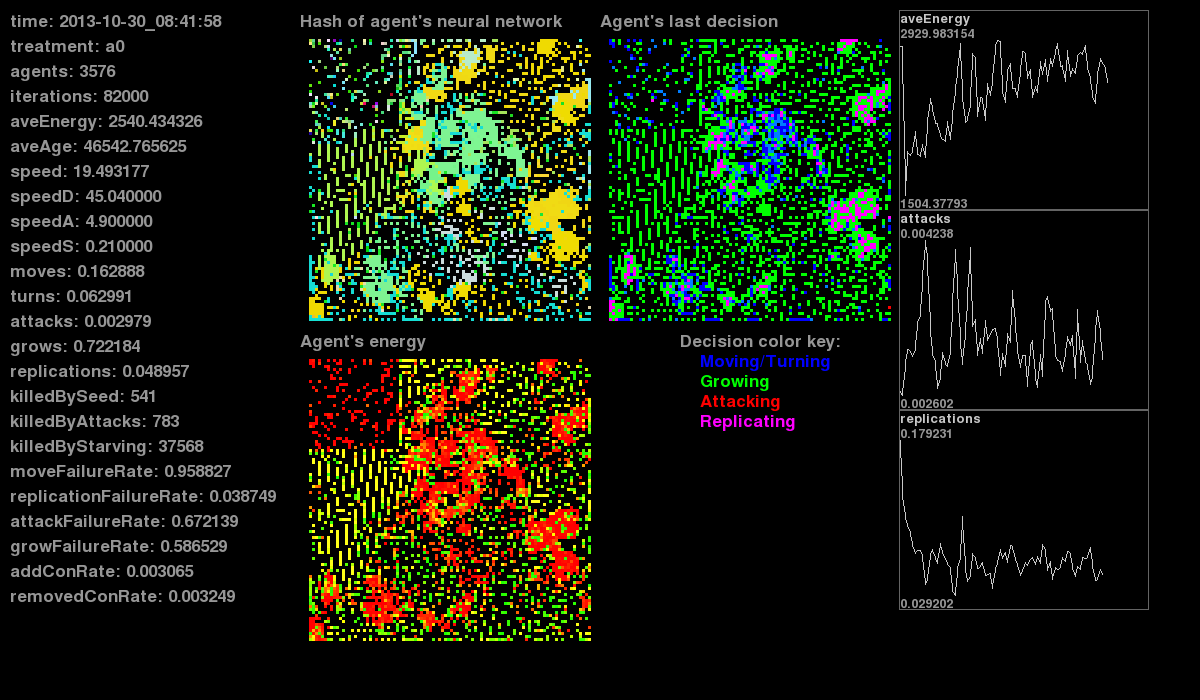 time: 2013-10-30_08:41:58
treatment: a0
agents: 3576
iterations: 82000
aveEnergy: 2540.434326
aveAge: 46542.765625
speed: 19.493177
speedD: 45.040000
speedA: 4.900000
speedS: 0.210000
moves: 0.162888
turns: 0.062991
attacks: 0.002979
grows: 0.722184
replications: 0.048957
killedBySeed: 541
killedByAttacks: 783
killedByStarving: 37568
moveFailureRate: 0.958827
replicationFailureRate: 0.038749
attackFailureRate: 0.672139
growFailureRate: 0.586529
addConRate: 0.003065
removedConRate: 0.003249
Hash of agent's neural network
Agent's last decision
Agent's energy
Decision color key:
Moving/Turning
Growing
Attacking
Replicating
aveEnergy
2929.983154
1504.37793
attacks
0.004238
0.002602
replications
0.179231
0.029202